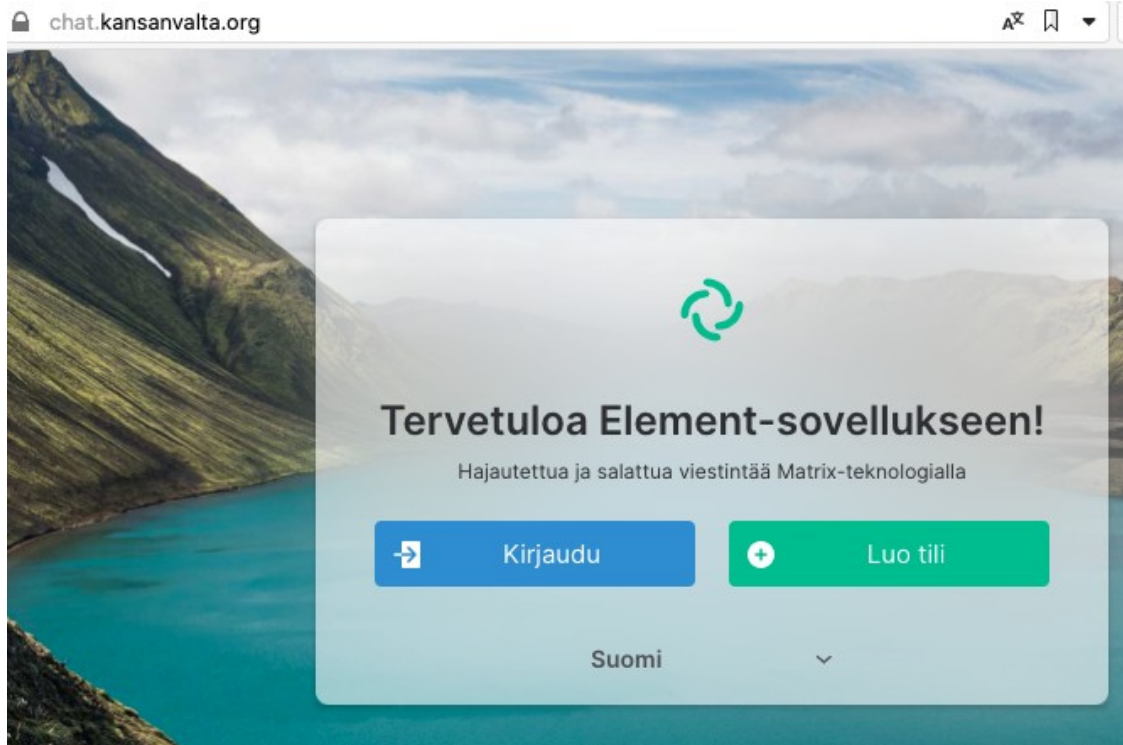 chat.kansanvalta.org
Tervetuloa Element-sovellukseen!
Hajautettua ja salattua viestintää Matrix-teknologialla
Kirjaudu
Luo tili
Suomi